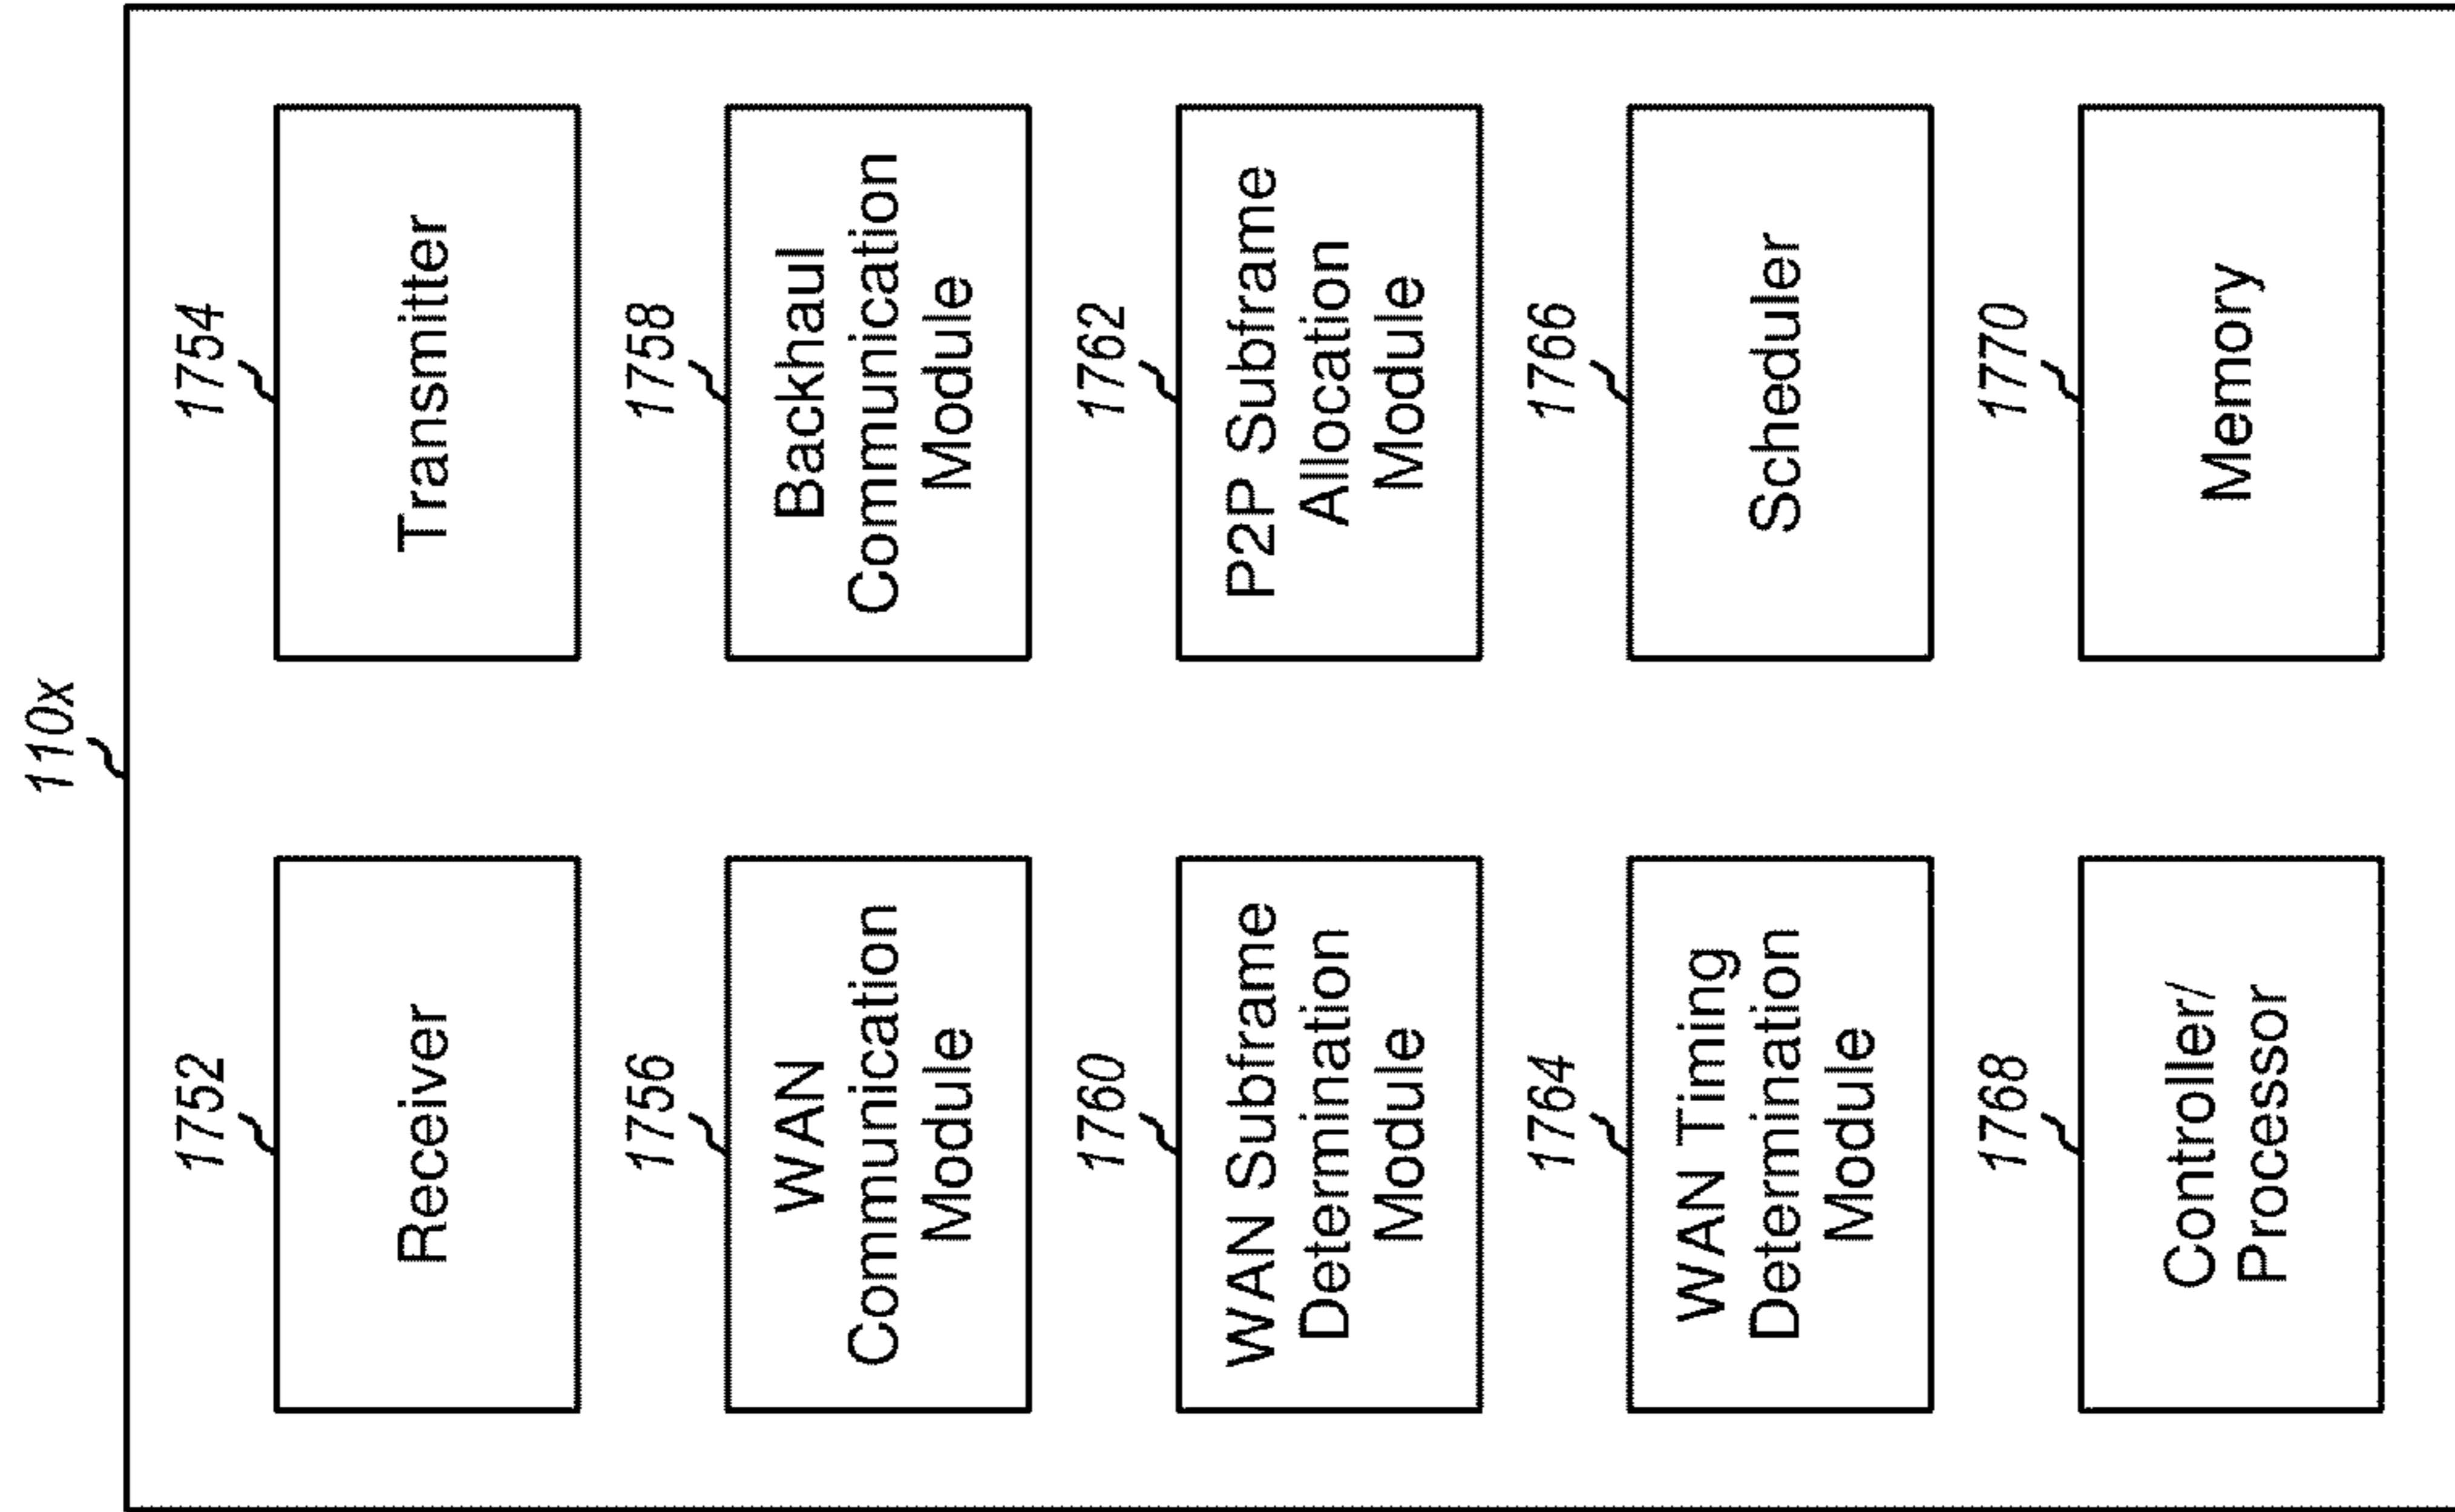 110x
1752
Receiver
1754
Transmitter
1756
WAN
Communication
Module
1758
Backhaul
Communication
Module
1760
WAN Subframe
Determination
Module
1762
P2P Subframe
Allocation
Module
1764
WAN Timing
Determination
Module
1766
Scheduler
1768
Controller/
Processor
1770
Memory